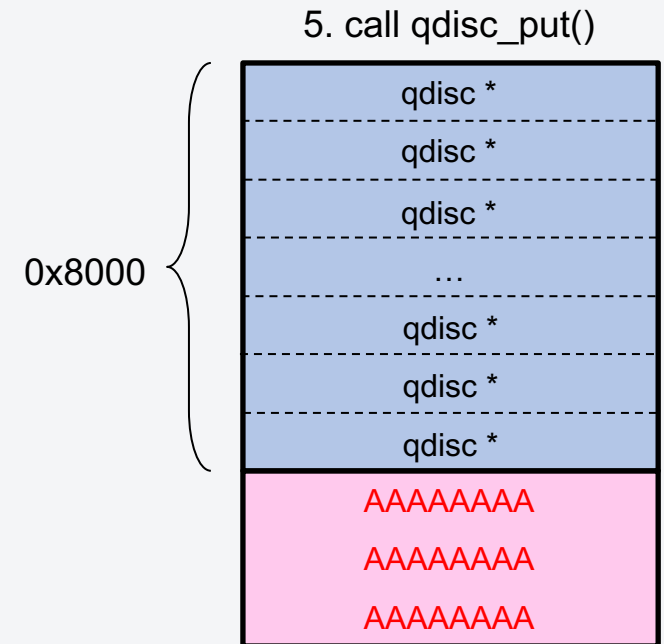 5. call qdisc_put()
qdisc *
qdisc *
qdisc *
0x8000
…
qdisc *
qdisc *
qdisc *
AAAAAAAA
AAAAAAAA
AAAAAAAA